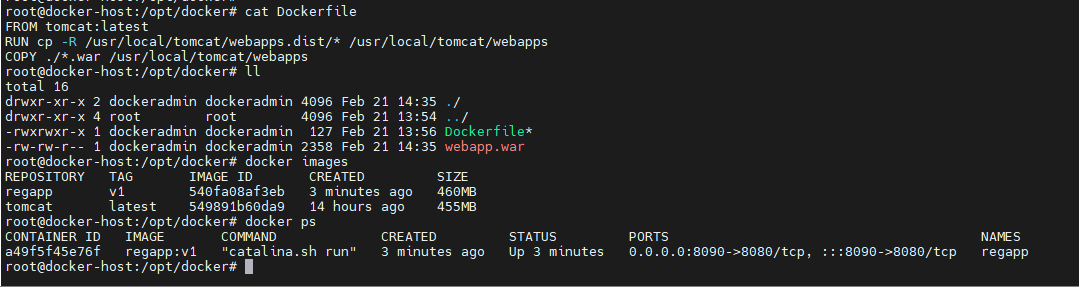 root@docker-host:/opt/docker# cat Dockerfile
FROM tomcat:latest
RUN cp -R /usr/local/tomcat/webapps.dist/* /usr/local/tomcat/webapps
COPY ./*.war /usr/local/tomcat/webapps
root@docker-host:/opt/docker# ll
total 16
drwxr-xr-x 2 dockeradmin dockeradmin 4096 Feb 21 14:35 ./
drwxr-xr-x 4 root        root        4096 Feb 21 13:54 ../
-rwxrwxr-x 1 dockeradmin dockeradmin  127 Feb 21 13:56 Dockerfile*
-rw-rw-r-- 1 dockeradmin dockeradmin 2358 Feb 21 14:35 webapp.war
root@docker-host:/opt/docker# docker images
REPOSITORY   TAG       IMAGE ID       CREATED         SIZE
regapp       v1        540fa08af3eb   3 minutes ago   460MB
tomcat       latest    549891b60da9   14 hours ago    455MB
root@docker-host:/opt/docker# docker ps
CONTAINER ID   IMAGE       COMMAND             CREATED         STATUS         PORTS                                       NAMES
a49f5f45e76f   regapp:v1   "catalina.sh run"   3 minutes ago   Up 3 minutes   0.0.0.0:8090->8080/tcp, :::8090->8080/tcp   regapp
root@docker-host:/opt/docker#